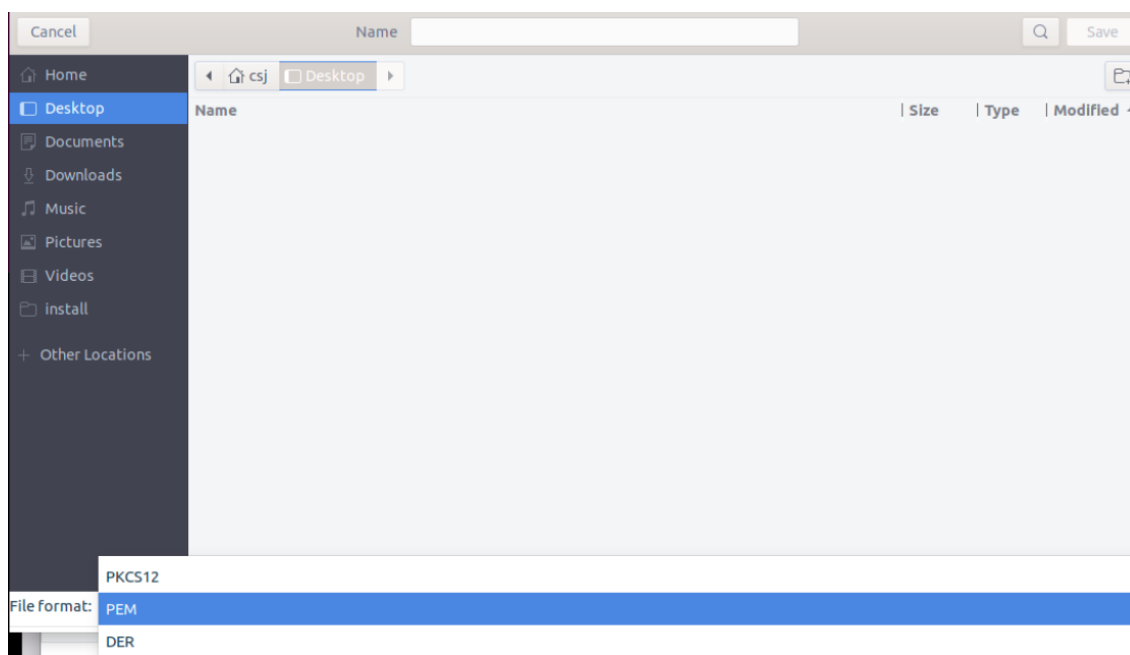 Cancel Name Save
Home csj Desktop
Desktop Name Size Type Modified
Documents
Downloads
Music
Pictures
Videos
install
+ Other Locations
PKCS12
File format: PEM
DER